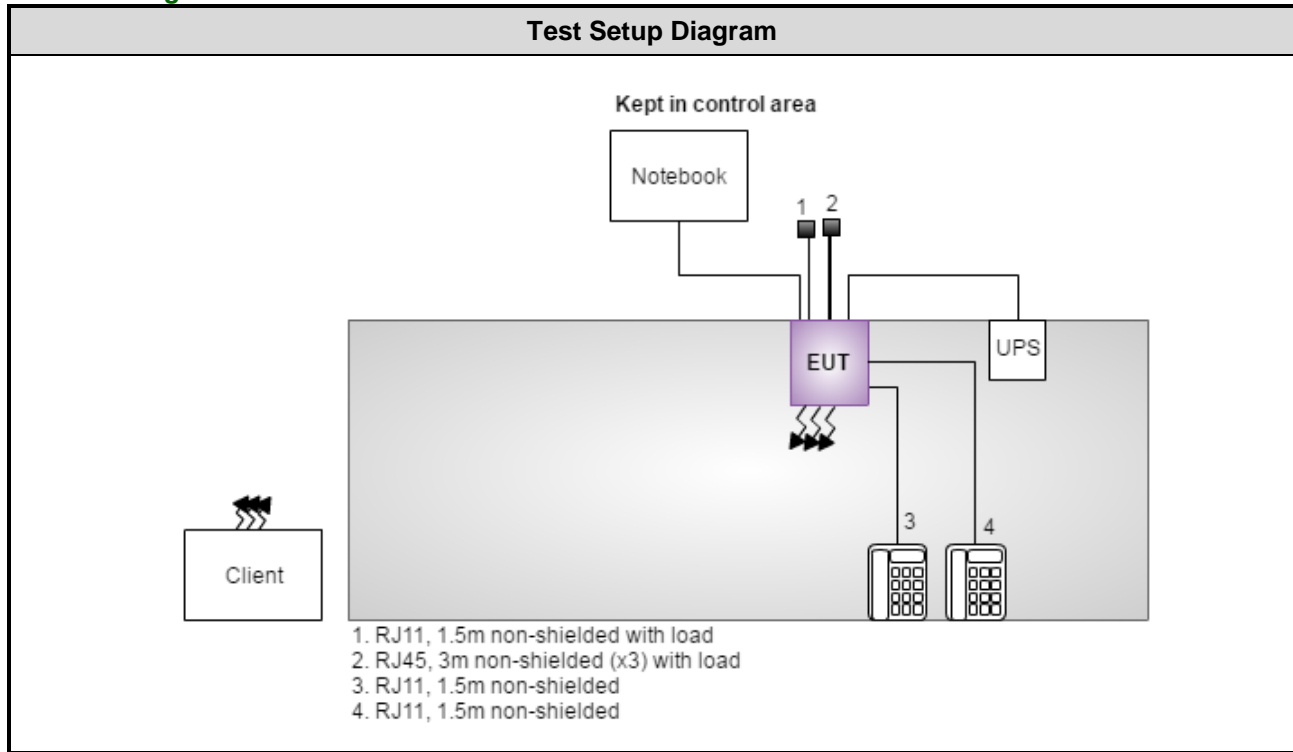 Test Setup Diagram
Kept in control area
Notebook
1 2
EUT
UPS
3
4
Client
1. RJ11, 1.5m non-shielded with load
2. RJ45, 3m non-shielded (x3) with load
3. RJ11, 1.5m non-shielded
4. RJ11, 1.5m non-shielded